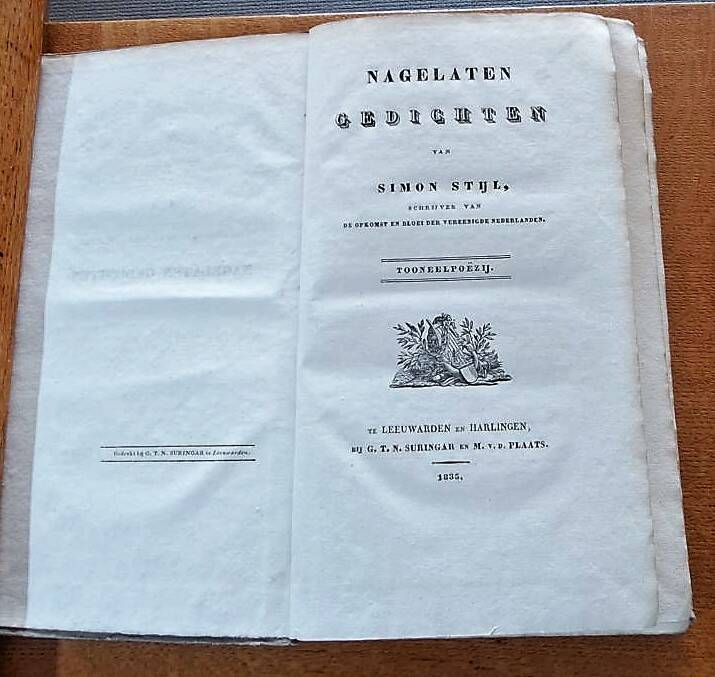 Gedrukt bij G. T. N. SURINGAR te Leeuwarden.
NAGELATEN
GEDICHTEN
VAN
SIMON STIJL,
SCHRIJVER VAN
DE OPKOMST EN BLOEI DER VEREENIGDE NEDERLANDEN.
TOONEELPOËZIJ.
TE LEEUWARDEN EN HARLINGEN,
BIJ G. T. N. SURINGAR EN M. V. D. PLAATS.
1835.